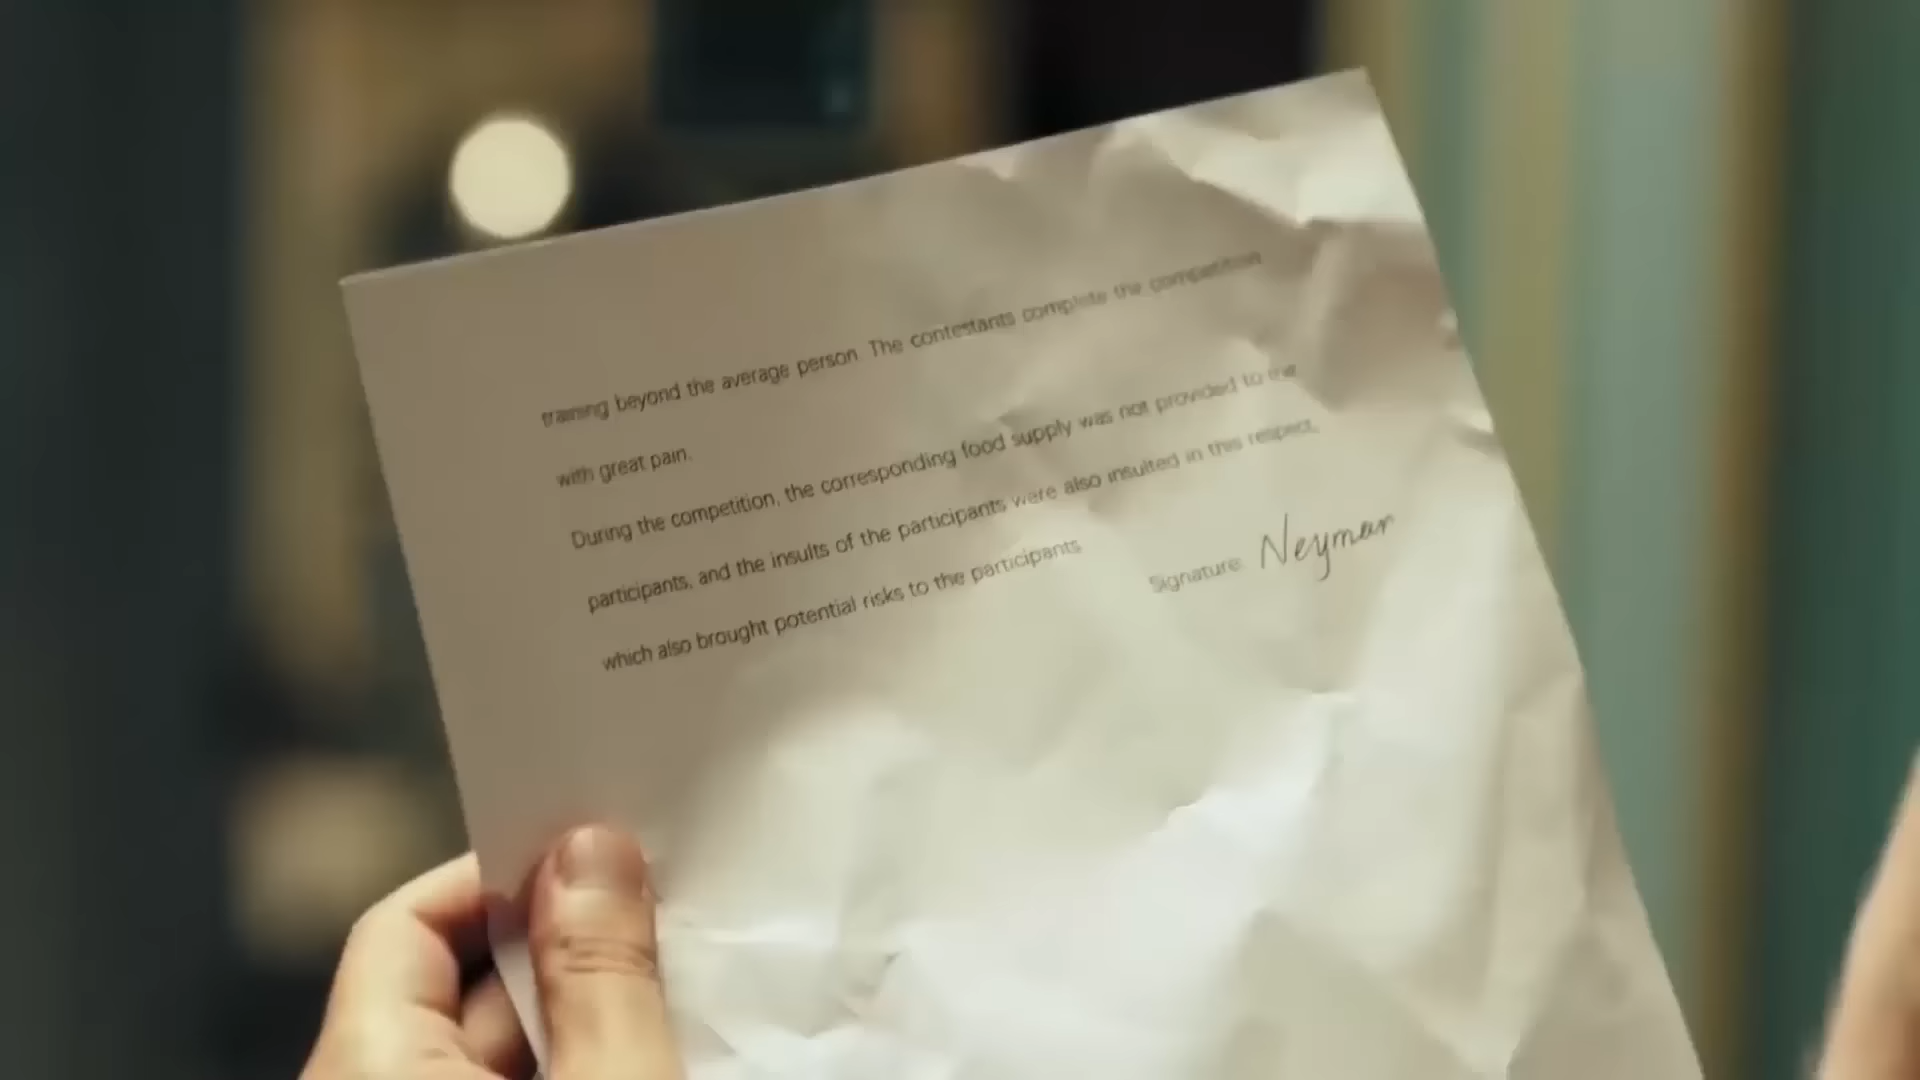 training beyond the average person The contestants complete the competition
with great pain.
During the competition, the corresponding food supply was not provided to the
participants, and the insults of the participants were also insulted in this respect,
which also brought potential risks to the participants
Signature: Neymar